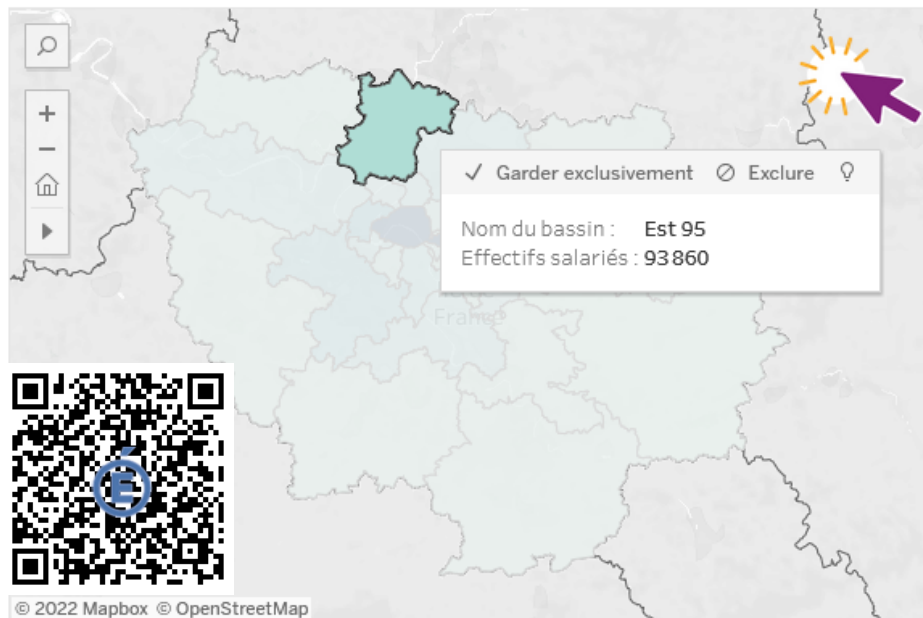 Garder exclusivement Exclure
Nom du bassin : Est 95
Effectifs salariés : 93 860
France
É
© 2022 Mapbox © OpenStreetMap